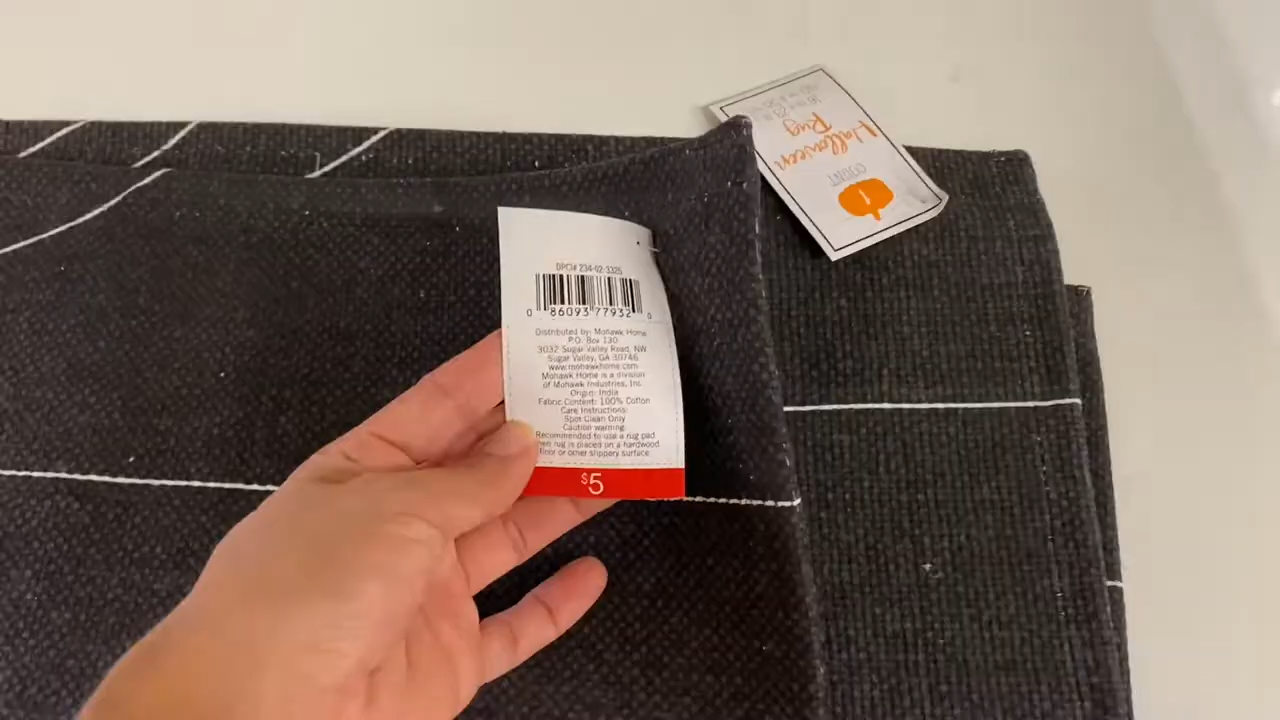 DPCI# 234-02-3325
0 86093 77932 0
Distributed by: Mohawk Home
P.O. Box 130
3032 Sugar Valley Road, NW
Sugar Valley, GA 30746
www.mohawkhome.com
Mohawk Home is a division
of Mohawk Industries, Inc.
Origin: India
Fabric Content: 100% Cotton
Care Instructions:
Spot Clean Only
Caution warning:
Recommended to use a rug pad
rug is placed on a hardwood
floor or other slippery surface.
$5
1
COUNT
Halloween
Rug